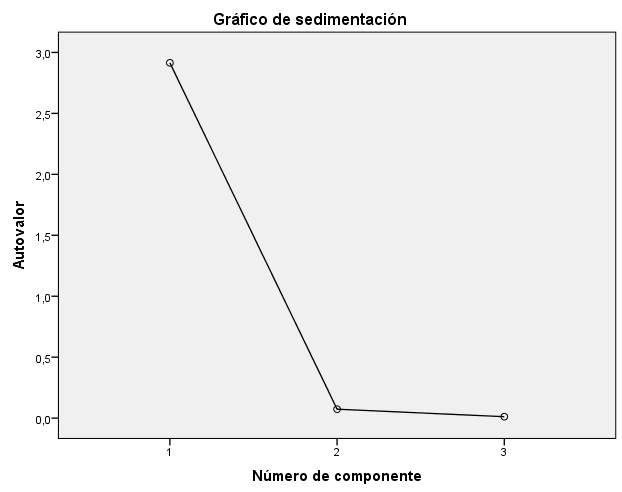 Gráfico de sedimentación
3,0
2,5
2,0
1,5
1,0
0,5
0,0
Autovalor
1 2 3
Número de componente